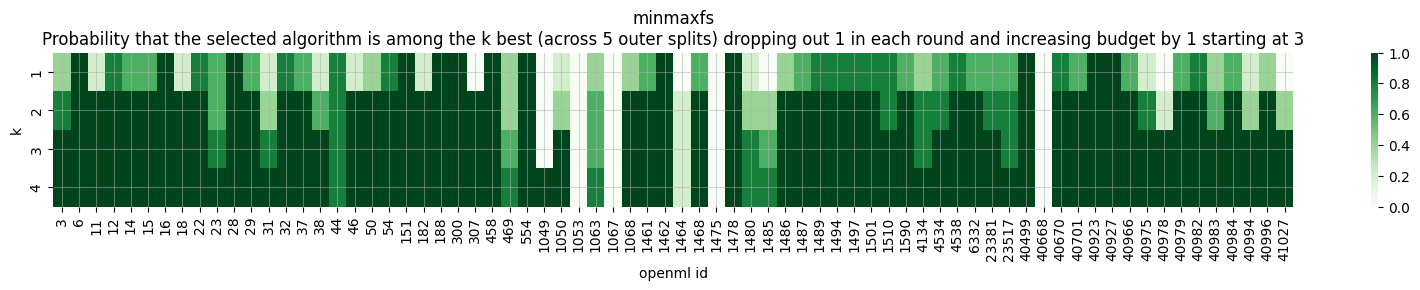 minmaxfs
Probability that the selected algorithm is among the k best (across 5 outer splits) dropping out 1 in each round and increasing budget by 1 starting at 3
k
1
2
3
4
3 6 11 12 14 15 16 18 22 23 28 29 31 32 37 38 44 46 50 54 151 182 188 300 307 458 469 554 1049 1050 1053 1063 1067 1068 1461 1462 1464 1468 1475 1478 1480 1485 1486 1487 1489 1494 1497 1501 1510 1590 4134 4534 4538 6332 23381 23517 40499 40668 40670 40701 40923 40927 40966 40975 40978 40979 40982 40983 40984 40994 40996 41027
openml id
1.0
0.8
0.6
0.4
0.2
0.0